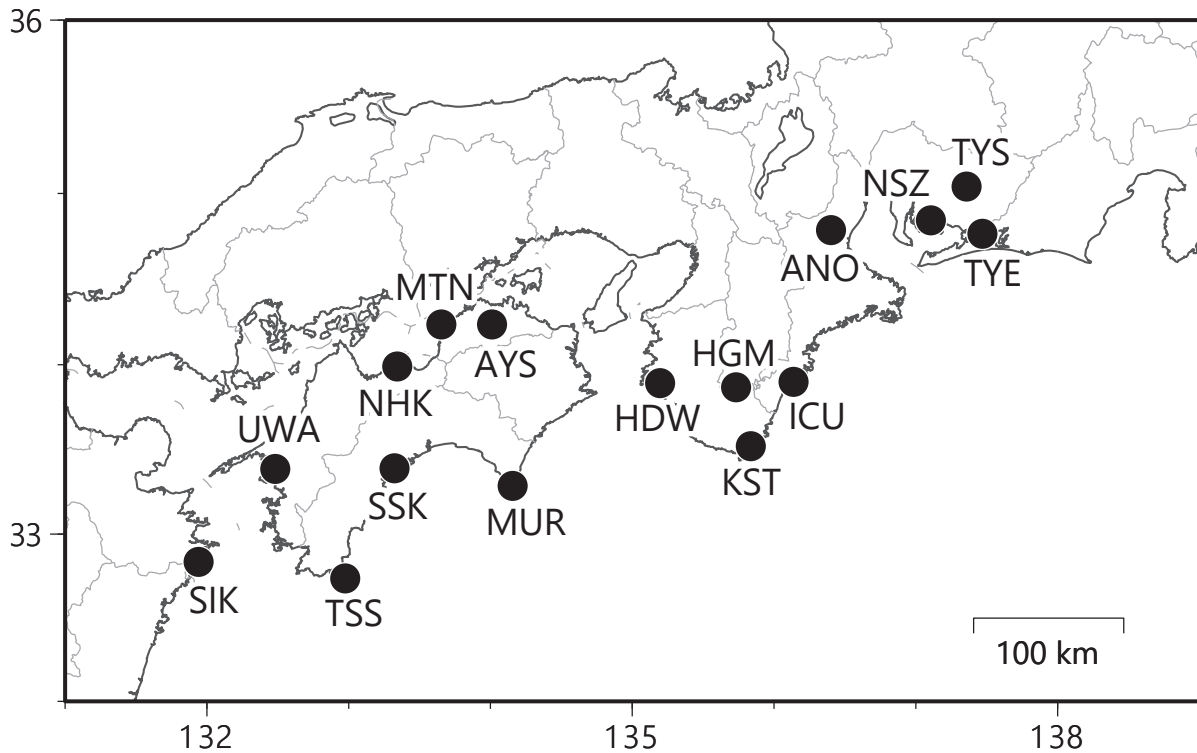 36
TYS
NSZ
ANO
TYE
MTN
AYS
HGM
NHK
HDW
ICU
UWA
KST
SSK
MUR
33
SIK
TSS
100 km
132
135
138